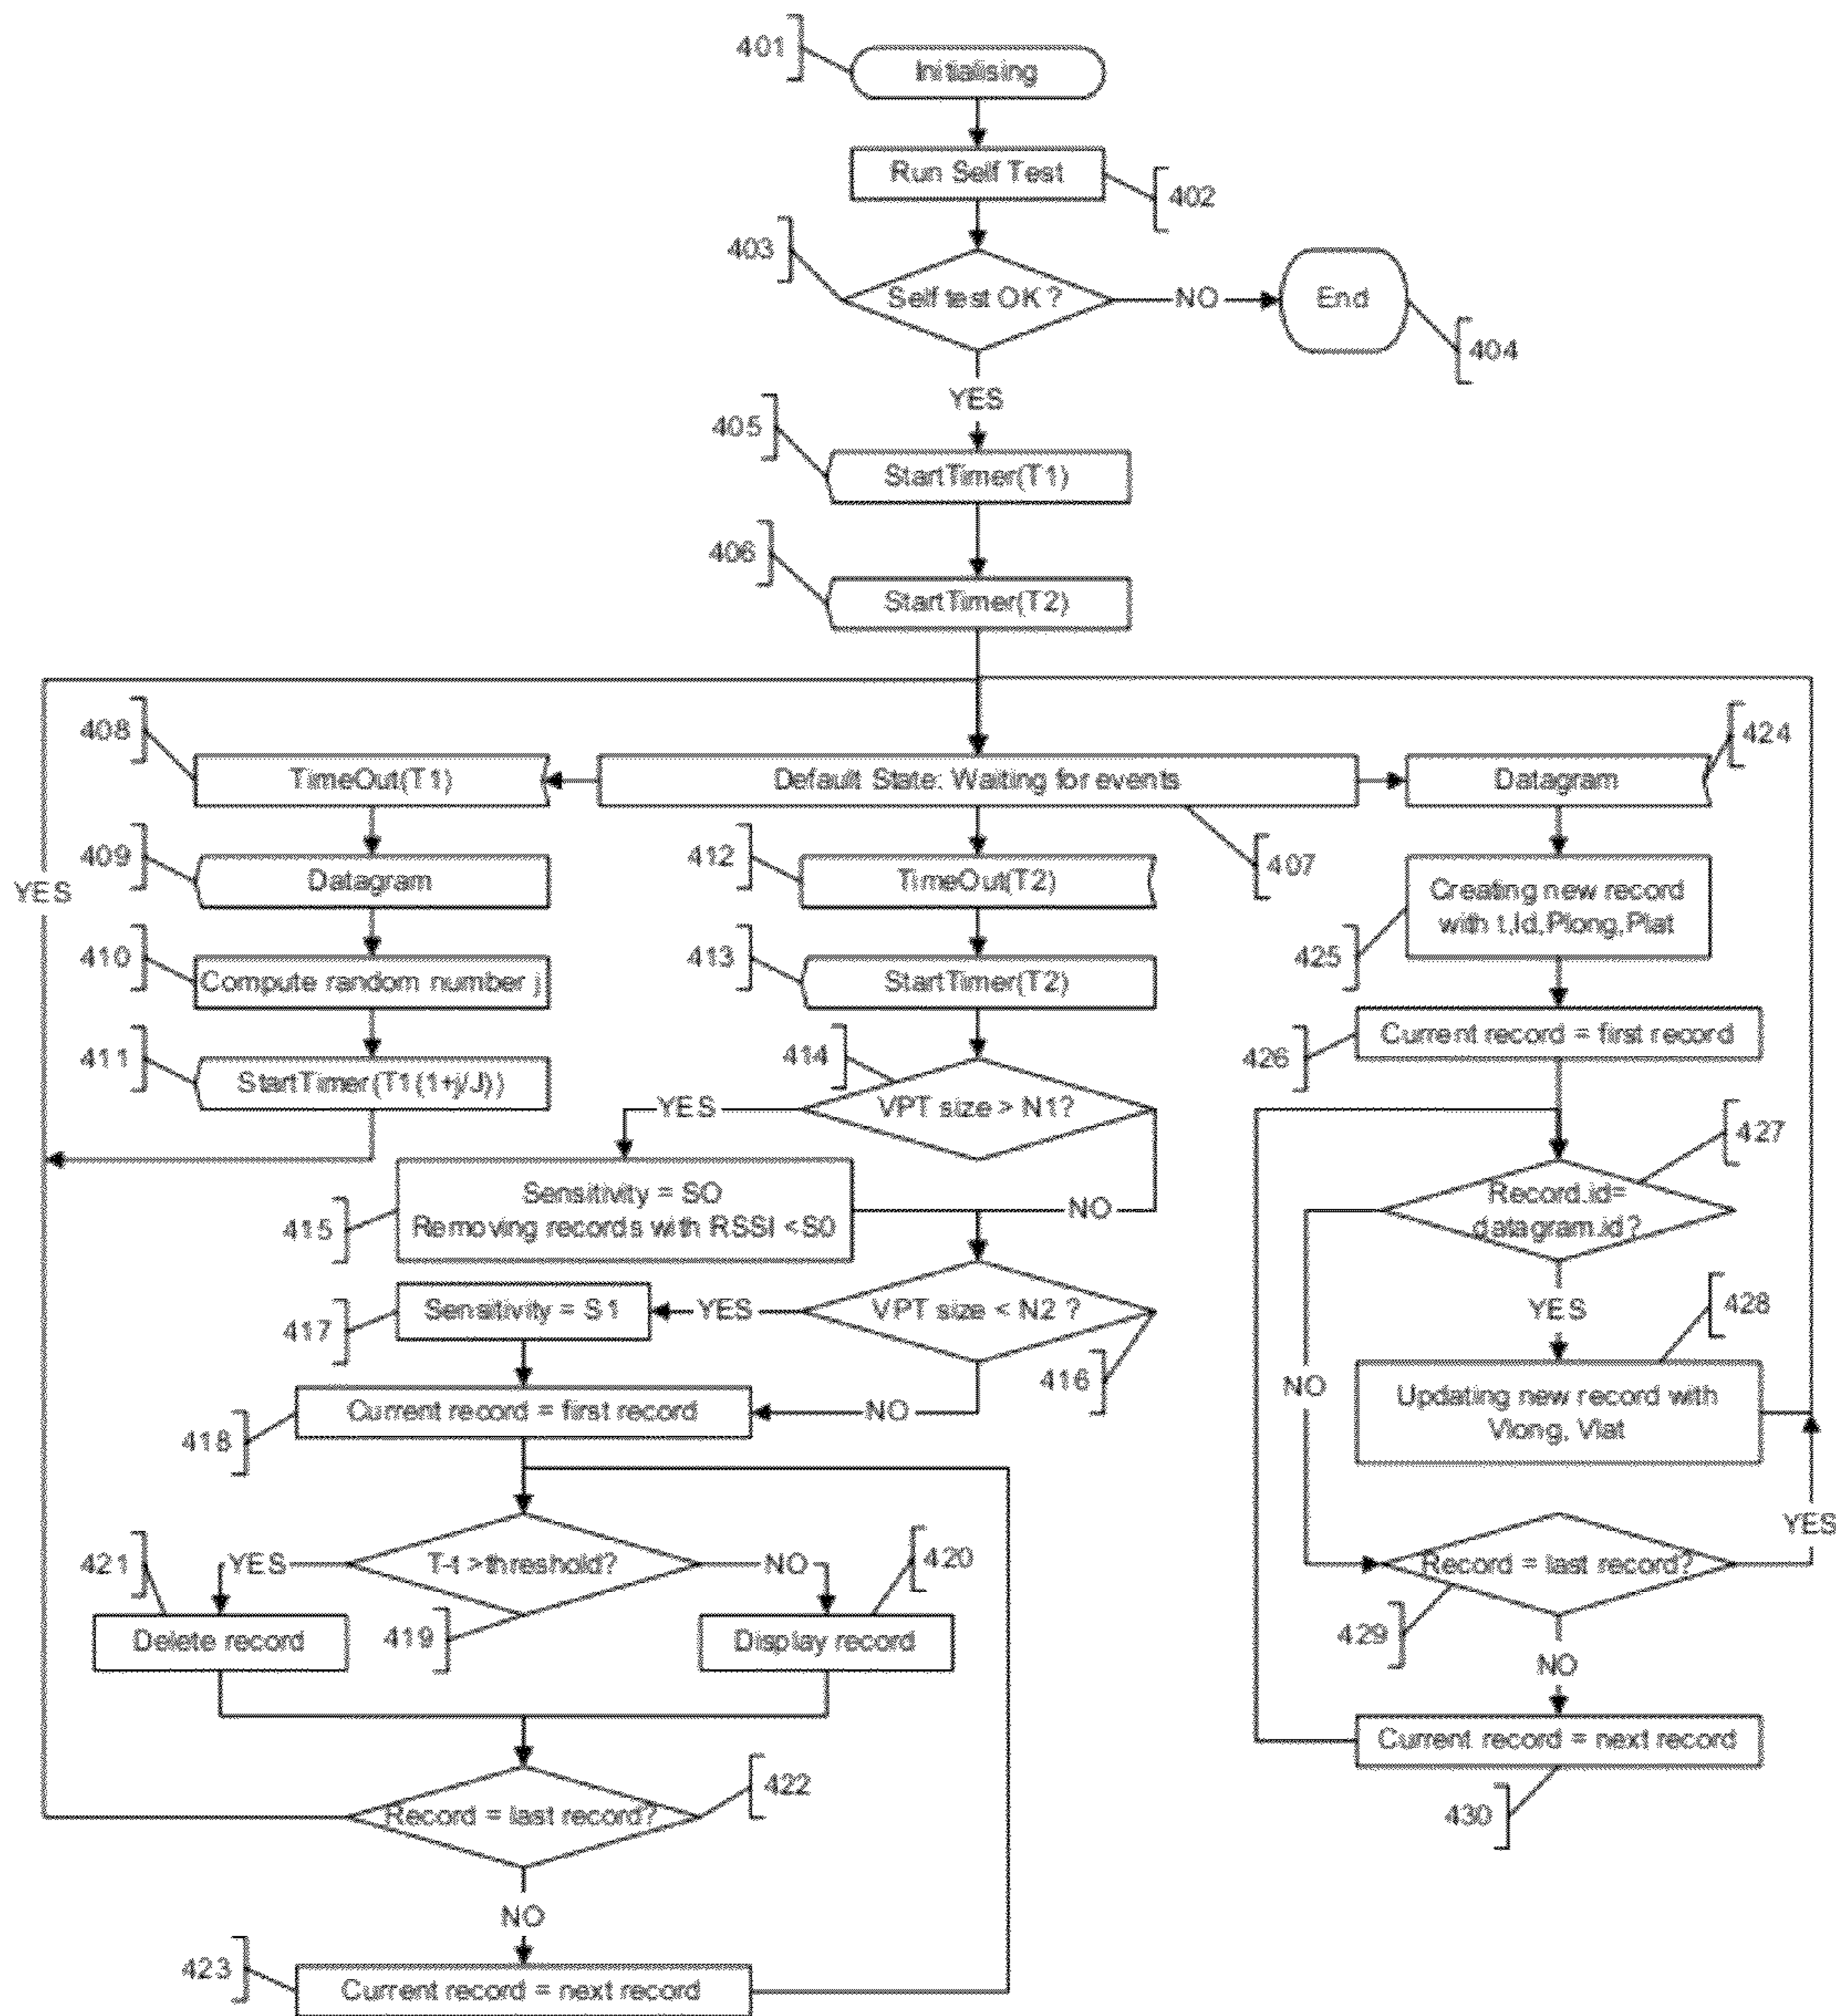 401
Initialising
Run Self Test
402
403
Self test OK ?
NO
End
404
YES
405
StartTimer(T1)
406
StartTimer(T2)
408
TimeOut(T1)
Default State: Waiting for events
Datagram
424
407
409
Datagram
412
TimeOut(T2)
YES
Creating new record
with t,Id,Plong,Plat
425
410
Compute random number j
413
StartTimer(T2)
411
StartTimer(T1(1+j/J))
414
VPT size > N1?
YES
NO
426
Current record = first record
427
Record.id=
datagram.id?
415
Sensitivity = SO
Removing records with RSSI <S0
417
Sensitivity = S1
YES
VPT size < N2 ?
416
YES
428
NO
Updating new record with
Vlong, Vlat
418
Current record = first record
NO
YES
421
YES
T-t >threshold?
NO
420
419
Delete record
Display record
Record = last record?
429
NO
Current record = next record
430
422
Record = last record?
NO
423
Current record = next record